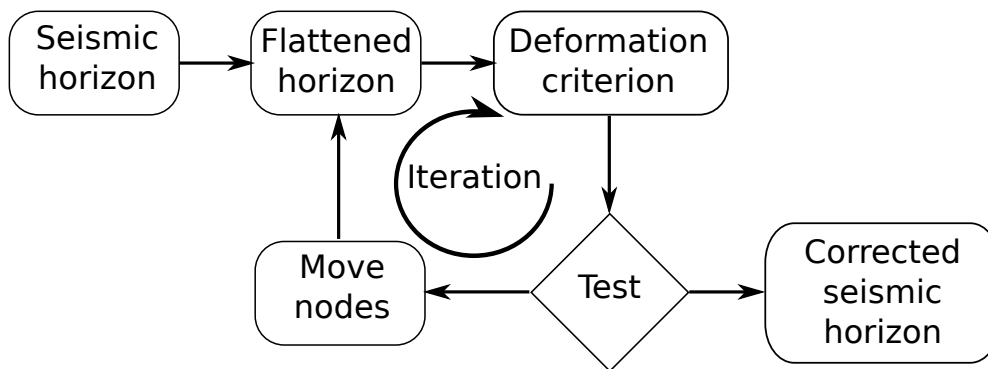 Seismic
horizon
Flattened
horizon
Deformation
criterion
Iteration
Move
nodes
Test
Corrected
seismic
horizon